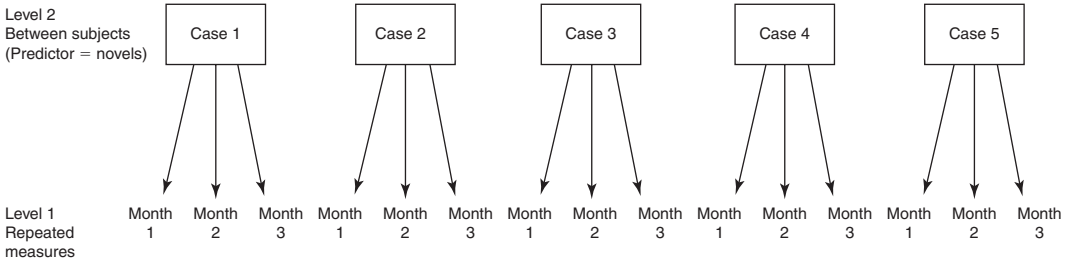 Level 2
Between subjects
(Predictor = novels)
Case 1
Case 2
Case 3
Case 4
Case 5
Level 1
Repeated
measures
Month
1
Month
2
Month
3
Month
1
Month
2
Month
3
Month
1
Month
2
Month
3
Month
1
Month
2
Month
3
Month
1
Month
2
Month
3